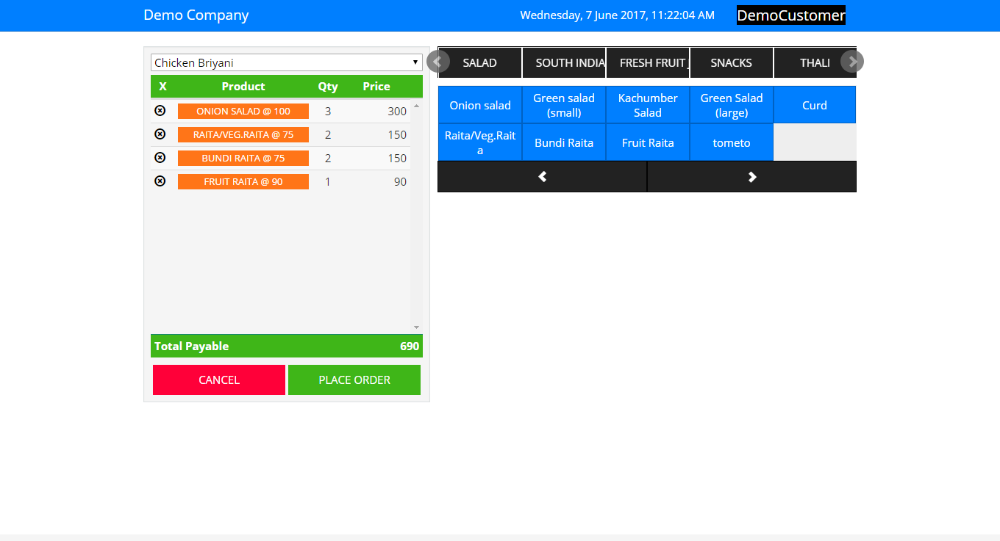 Demo Company
Wednesday, 7 June 2017, 11:22:04 AM
DemoCustomer
Chicken Briyani
X Product Qty Price
ONION SALAD @ 100 3 300
RAITA/VEG.RAITA @ 75 2 150
BUNDI RAITA @ 75 2 150
FRUIT RAITA @ 90 1 90
Total Payable 690
CANCEL PLACE ORDER
SALAD SOUTH INDIA FRESH FRUIT SNACKS THALI
Onion salad
Green salad
(small)
Kachumber
Salad
Green Salad
(large)
Curd
Raita/Veg.Rait
a
Bundi Raita
Fruit Raita
tometo